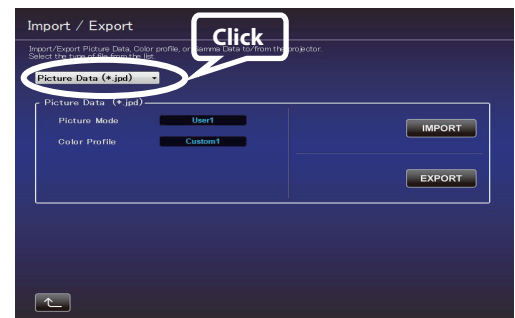 Import / Export
Click
Import/Export Picture Data, Color profile, or Gamma Data to/from the projector.
Select the type of file from the list.
Picture Data (*.jpd)
Picture Data (*.jpd)
Picture Mode User1
IMPORT
Color Profile Custom1
EXPORT